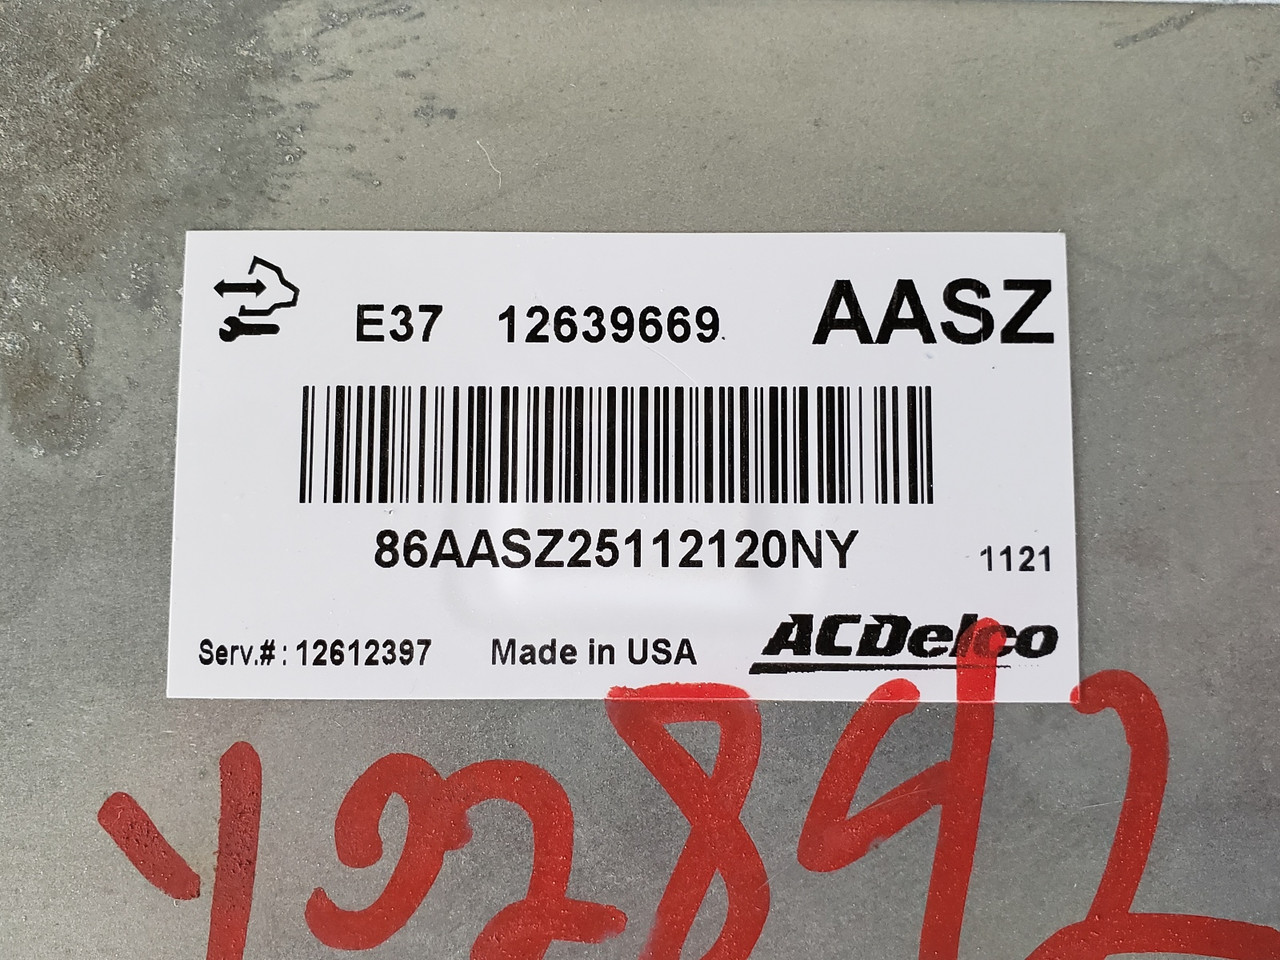 E37 12639669 AASZ
86AASZ25112120NY 1121
Serv.#: 12612397 Made in USA ACDelco